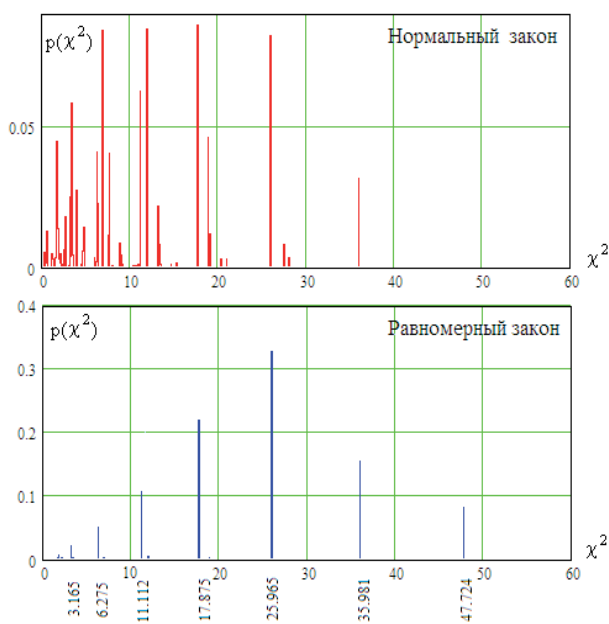 p(χ²)
Нормальный закон
0.05
0
0 10 20 30 40 50 60
χ²
0.4
p(χ²)
Равномерный закон
0.3
0.2
0.1
0
0 10 20 30 40 50 60
χ²
3.165 6.275 11.112 17.875 25.965 35.981 47.724